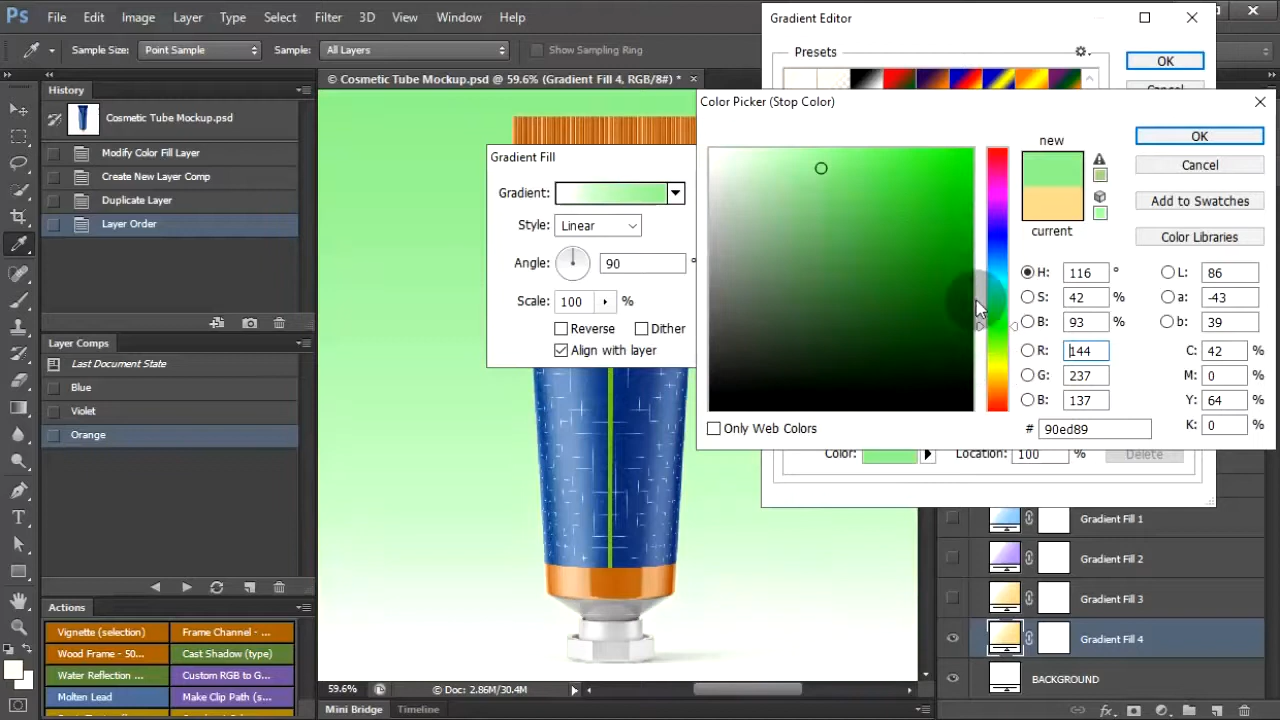 Ps File Edit Image Layer Type Select Filter 3D View Window Help
Sample Size: Point Sample Sample: All Layers Show Sampling Ring
History
Cosmetic Tube Mockup.psd
Modify Color Fill Layer
Create New Layer Comp
Duplicate Layer
Layer Order
Layer Comps
Last Document State
Blue
Violet
Orange
Actions
Vignette (selection) Frame Channel - ...
Wood Frame - 50... Cast Shadow (type)
Water Reflection ... Custom RGB to G...
Molten Lead Make Clip Path (s...
© Cosmetic Tube Mockup.psd @ 59.6% (Gradient Fill 4, RGB/8#) *
Gradient Fill
Gradient:
Style: Linear
Angle: 90 °
Scale: 100 %
Reverse Dither
Align with layer
59.6% Doc: 2.86M/30.4M
Mini Bridge Timeline
Gradient Editor
Presets
OK
Cancel
Color Picker (Stop Color)
new
current
OK
Cancel
Add to Swatches
Color Libraries
H: 116 ° L: 86
S: 42 % a: -43
B: 93 % b: 39
R: 144 C: 42 %
G: 237 M: 0 %
B: 137 Y: 64 %
# 90ed89 K: 0 %
Only Web Colors
Color: Location: 100 % Delete
Gradient Fill 1
Gradient Fill 2
Gradient Fill 3
Gradient Fill 4
BACKGROUND